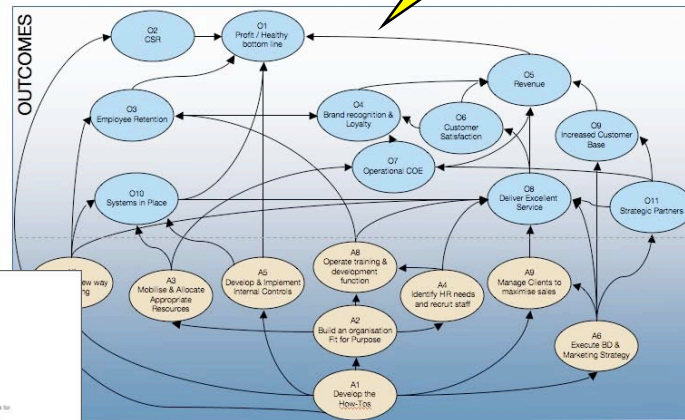 OUTCOMES
O2
CSR
O1
Profit / Healthy
bottom line
O3
Employee Retention
O4
Brand recognition &
Loyalty
O5
Revenue
O6
Customer
Satisfaction
O9
Increased Customer
Base
O7
Operational COE
O10
Systems in Place
O8
Deliver Excellent
Service
O11
Strategic Partners
ew way
ng
A3
Mobilise & Allocate
Appropriate
Resources
A5
Develop & Implement
Internal Controls
A8
Operate training &
development
function
A4
Identify HR needs
and recruit staff
A9
Manage Clients to
maximise sales
A2
Build an organisation
Fit for Purpose
A6
Execute BD &
Marketing Strategy
A1
Develop the
How-Tos